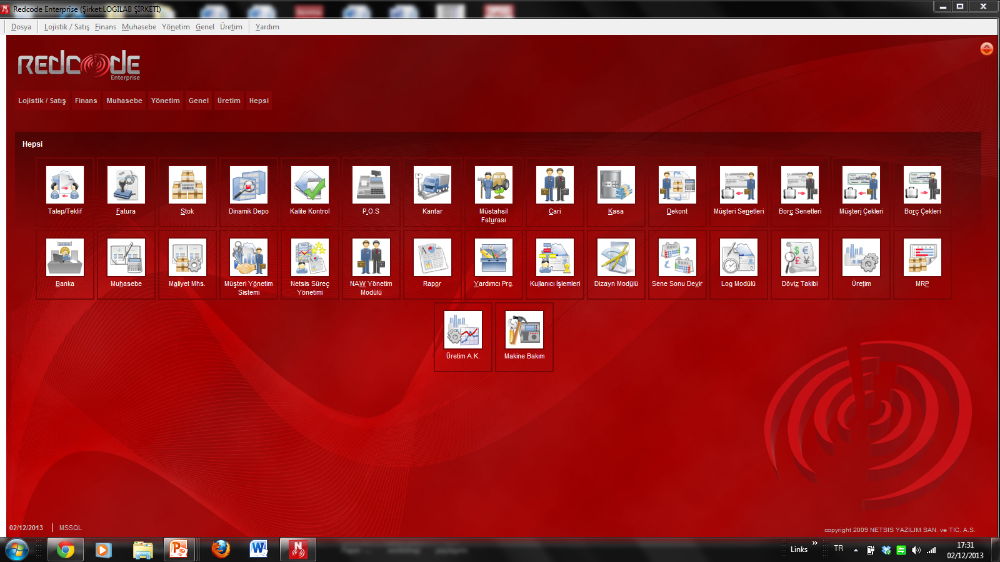 Redcode Enterprise (Şirket:LOGİLAB ŞİRKETİ)
Dosya Lojistik / Satış Finans Muhasebe Yönetim Genel Üretim Yardım
REDCODE
Enterprise
Lojistik / Satış Finans Muhasebe Yönetim Genel Üretim Hepsi
Hepsi
Talep/Teklif Fatura Stok Dinamik Depo Kalite Kontrol P.O.S Kantar Müstahsil Faturası Cari Kasa Dekont Müşteri Senetleri Borç Senetleri Müşteri Çekleri Borç Çekleri
Banka Muhasebe Maliyet Mhs. Müşteri Yönetim Sistemi Netsis Süreç Yönetimi NAW Yönetim Modülü Rapor Yardımcı Prg. Kullanıcı İşlemleri Dizayn Modülü Sene Sonu Devir Log Modülü Döviz Takibi Üretim MRP
Üretim A.K. Makine Bakım
02/12/2013 MSSQL
copyright 2009 NETSIS YAZILIM SAN. ve TIC. A.S.
Links TR 17:31
02/12/2013